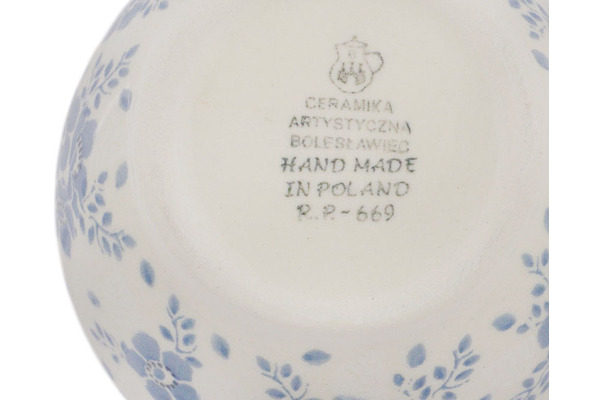 CERAMIKA
ARTYSTYCZNA
BOLESŁAWIEC
HAND MADE
IN POLAND
R.P.-669